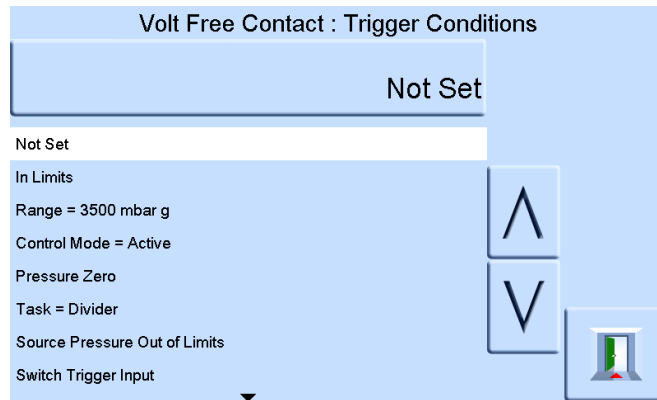 Volt Free Contact : Trigger Conditions
Not Set
Not Set
In Limits
Range = 3500 mbar g
Control Mode = Active
Pressure Zero
Task = Divider
Source Pressure Out of Limits
Switch Trigger Input